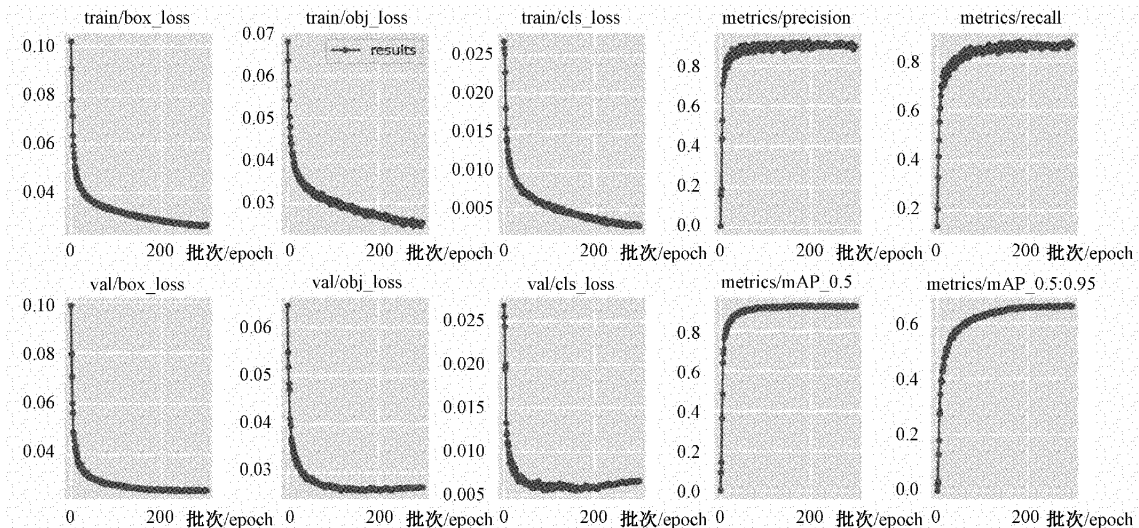 train/box_loss
train/obj_loss
train/cls_loss
metrics/precision
metrics/recall
0.10
0.08
0.06
0.04
0.07
0.06
0.05
0.04
0.03
results
0.025
0.020
0.015
0.010
0.005
0.8
0.6
0.4
0.2
0.0
0.8
0.6
0.4
0.2
0 200 批次/epoch
0 200 批次/epoch
0 200 批次/epoch
0 200 批次/epoch
0 200 批次/epoch
val/box_loss
val/obj_loss
val/cls_loss
metrics/mAP_0.5
metrics/mAP_0.5:0.95
0.10
0.08
0.06
0.04
0.06
0.05
0.04
0.03
0.025
0.020
0.015
0.010
0.005
0.8
0.6
0.4
0.2
0.0
0.6
0.4
0.2
0.0
0 200 批次/epoch
0 200 批次/epoch
0 200 批次/epoch
0 200 批次/epoch
0 200 批次/epoch